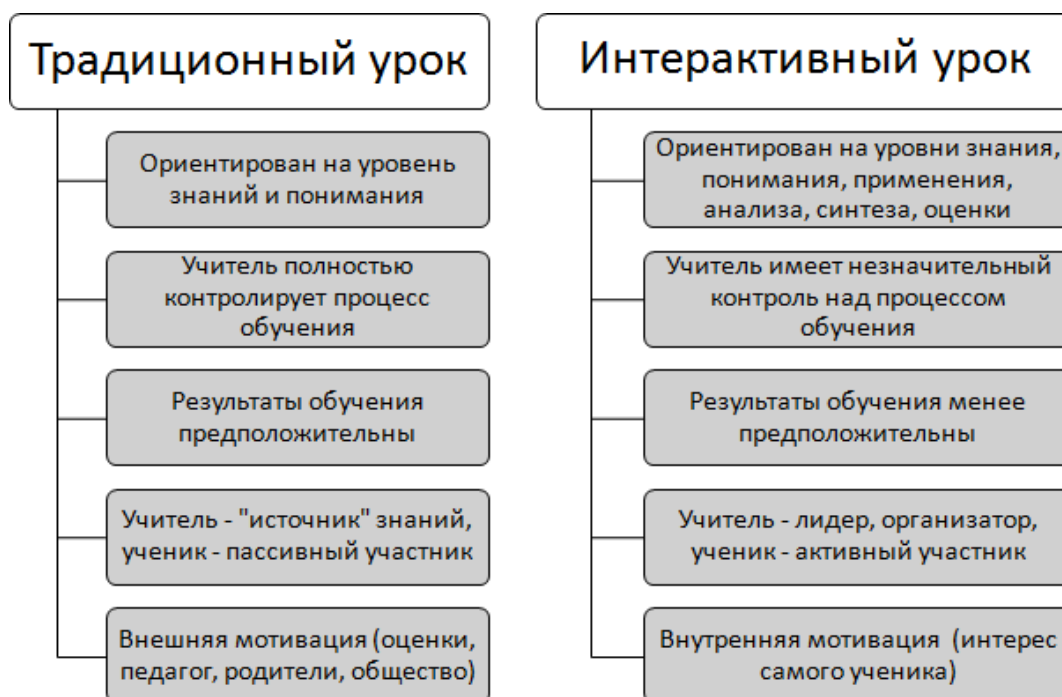 Традиционный урок
Ориентирован на уровень
знаний и понимания
Учитель полностью
контролирует процесс
обучения
Результаты обучения
предположительны
Учитель - "источник" знаний,
ученик - пассивный участник
Внешняя мотивация (оценки,
педагог, родители, общество)
Интерактивный урок
Ориентирован на уровни знания,
понимания, применения,
анализа, синтеза, оценки
Учитель имеет незначительный
контроль над процессом
обучения
Результаты обучения менее
предположительны
Учитель - лидер, организатор,
ученик - активный участник
Внутренняя мотивация (интерес
самого ученика)